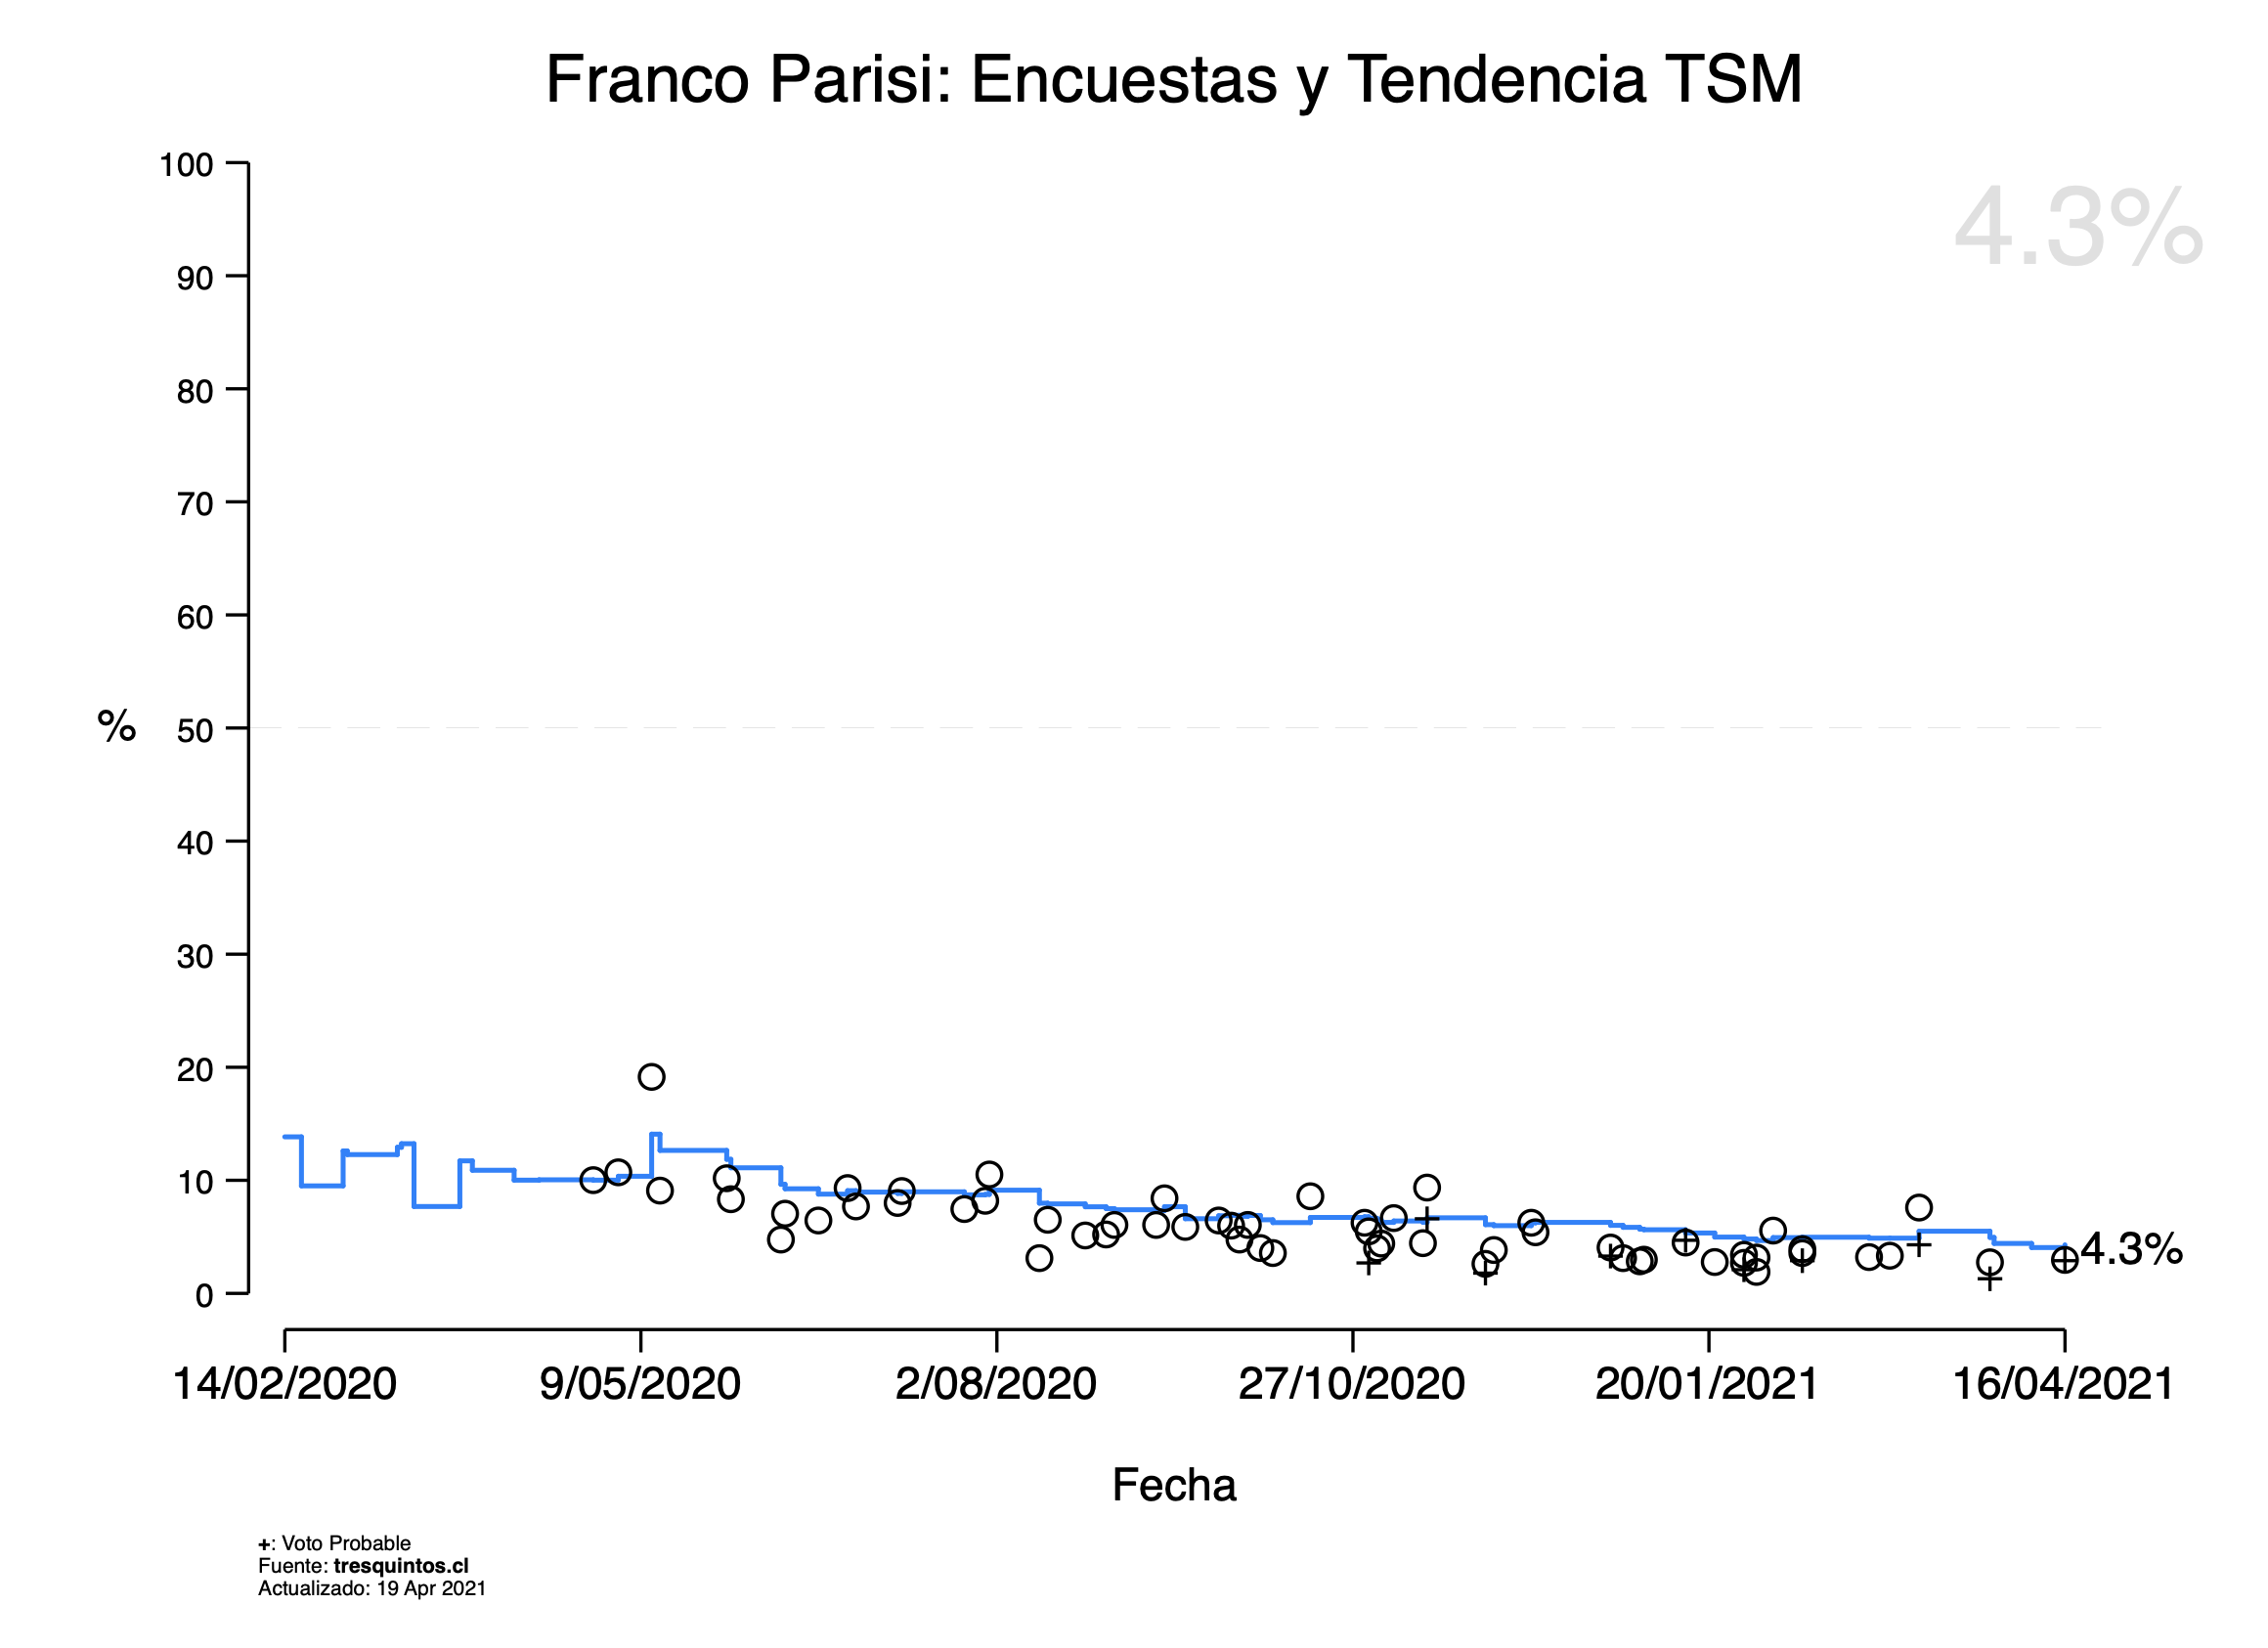 Franco Parisi: Encuestas y Tendencia TSM
4.3%
100
90
80
70
60
%
50
40
30
20
10
0
4.3%
14/02/2020 9/05/2020 2/08/2020 27/10/2020 20/01/2021 16/04/2021
Fecha
+: Voto Probable
Fuente: tresquintos.cl
Actualizado: 19 Apr 2021